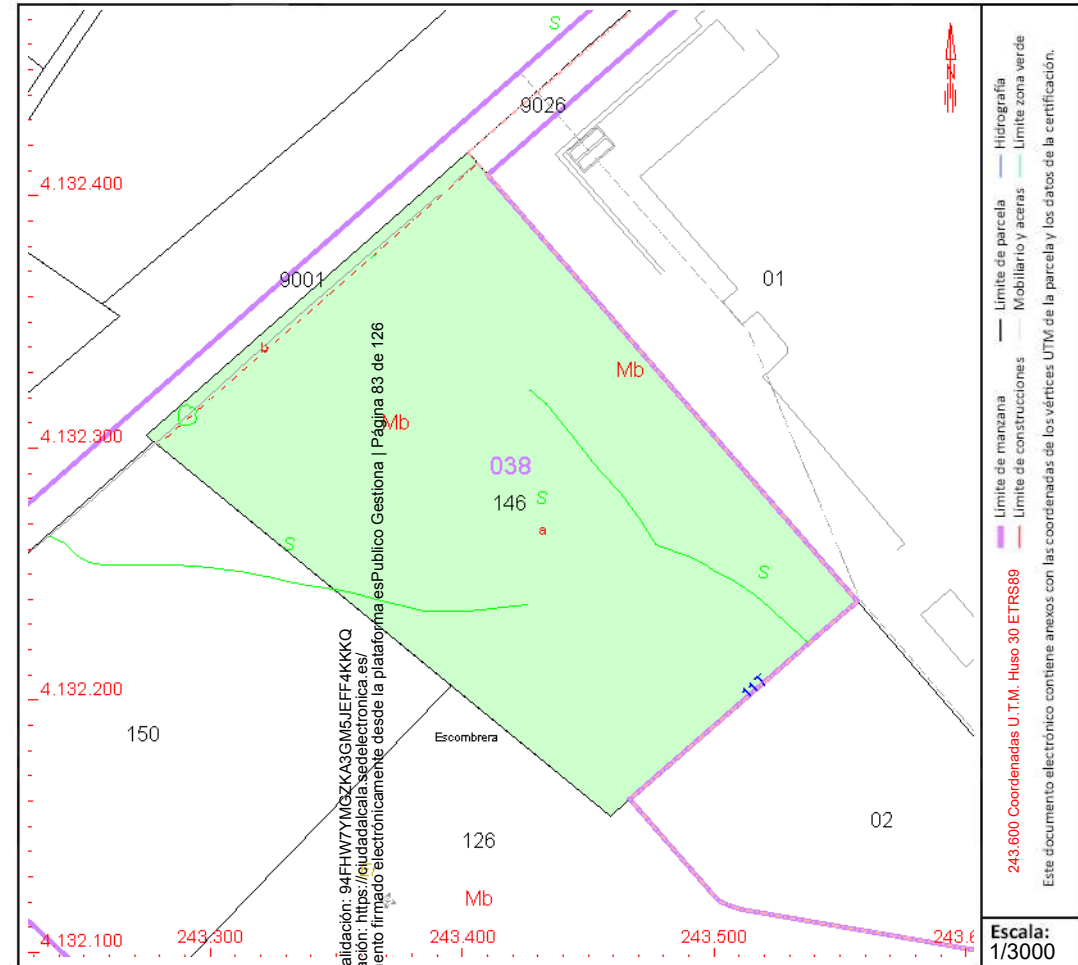 S
9026
N
4.132.400
9001
01
b
Mb
Mb
4.132.300
038
146
S
a
S
S
4.132.200
11T
150
Escombrera
02
126
Mb
4.132.100
243.300
243.400
243.500
243.6
alidación: 94FHW7YMGZKA3GM5JEFF4KKKQ
ación: https://ciudadalcala.sedelectronica.es/
ento firmado electrónicamente desde la plataforma esPublico Gestiona | Página 83 de 126
243.600 Coordenadas U.T.M. Huso 30 ETRS89
Límite de manzana
Límite de parcela
Hidrografía
Límite de construcciones
Mobiliario y aceras
Límite zona verde
Este documento electrónico contiene anexos con las coordenadas de los vértices UTM de la parcela y los datos de la certificación.
Escala:
1/3000